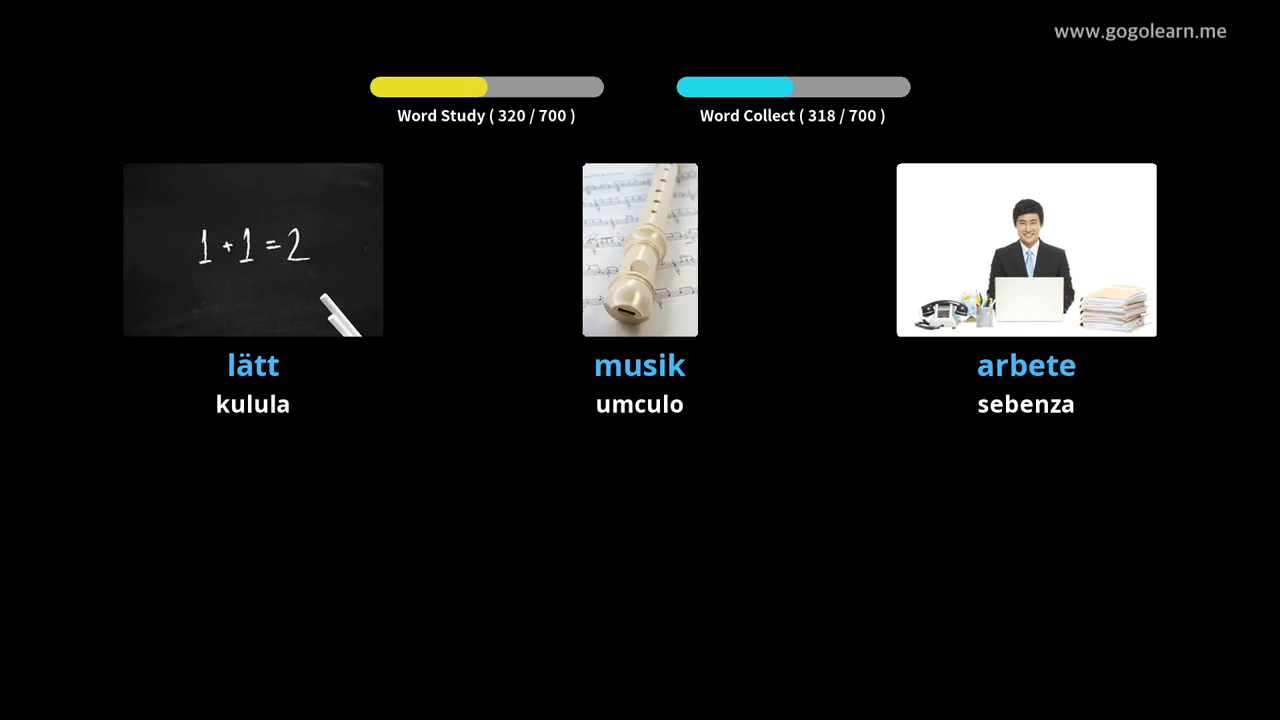 www.gogolearn.me
Word Study ( 320 / 700 )
Word Collect ( 318 / 700 )
1 + 1 = 2
lätt
kulula
musik
umculo
arbete
sebenza